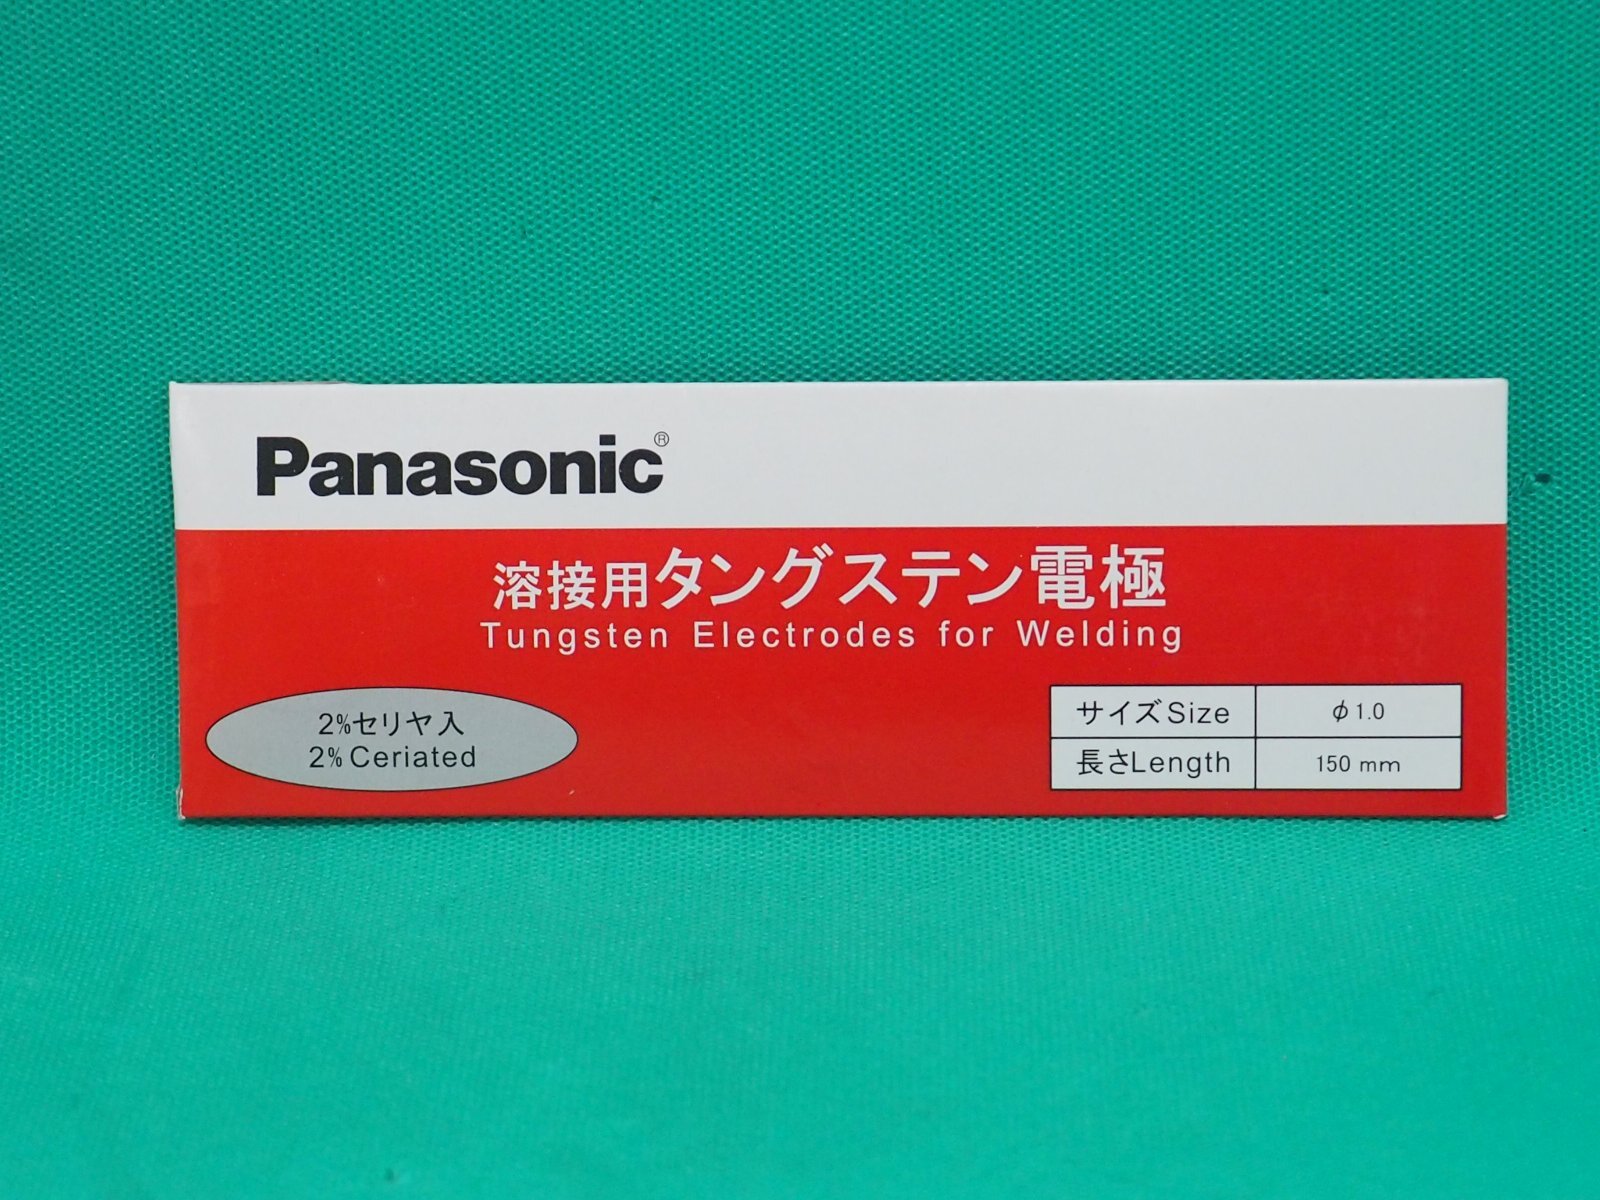 Panasonic®
溶接用タングステン電極
Tungsten Electrodes for Welding
2%セリヤ入
2% Ceriated
サイズSize φ1.0
長さLength 150 mm